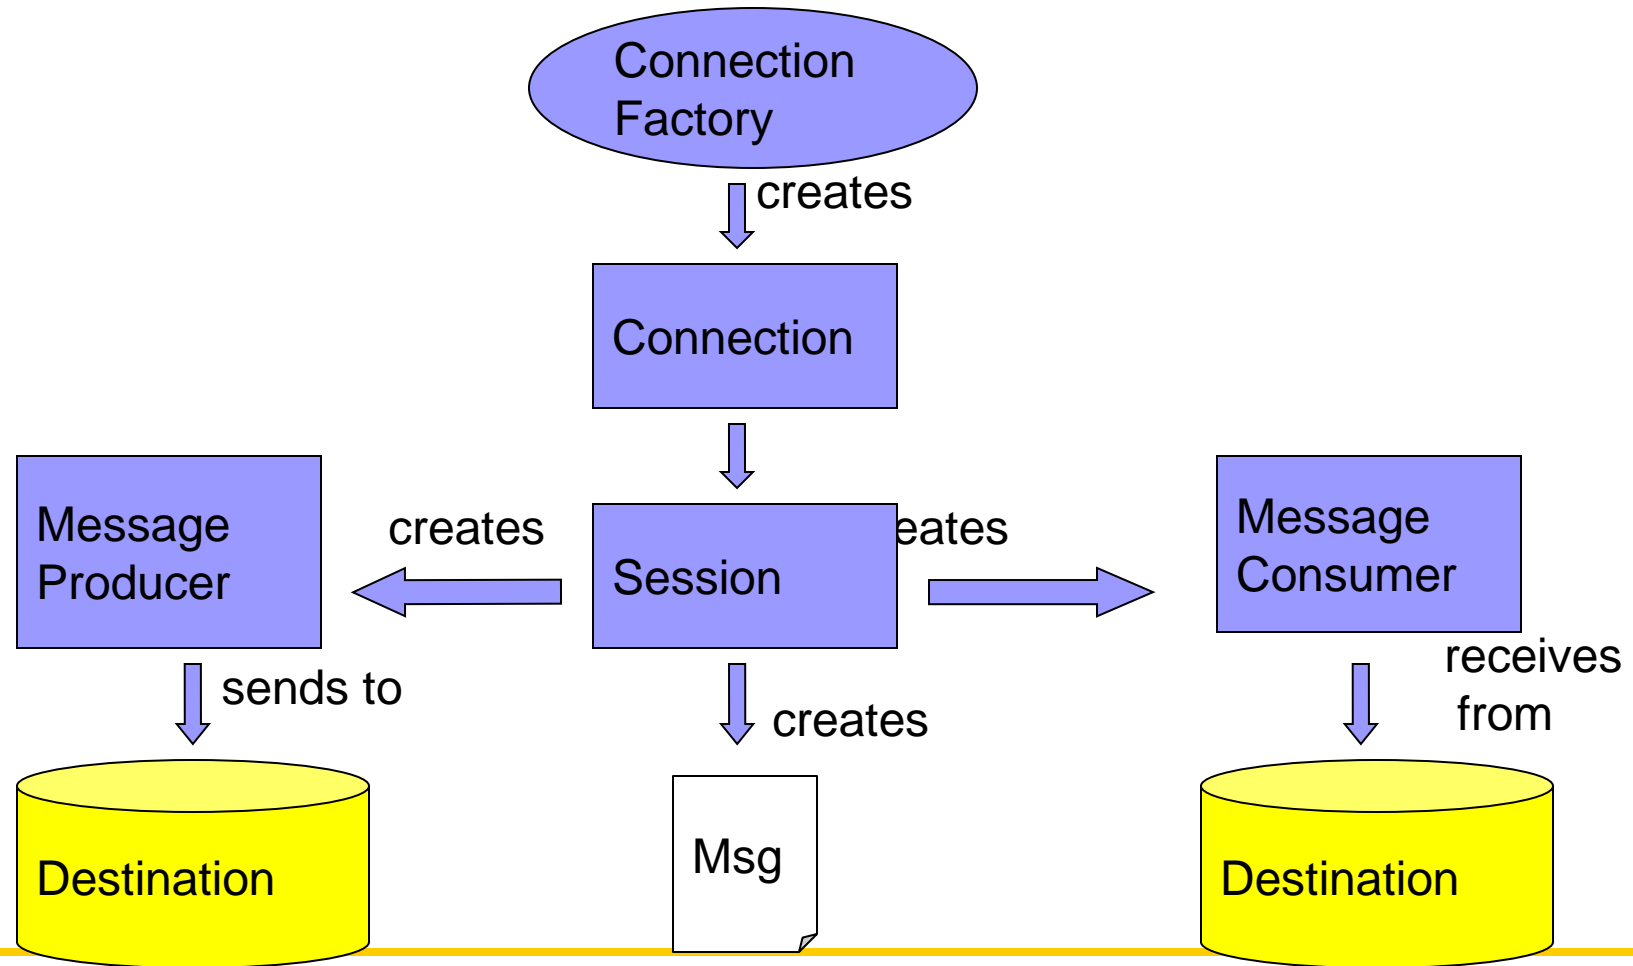 Connection
Factory
creates
Connection
Message
Producer
creates
Session
eates
Message
Consumer
sends to
creates
receives
from
Destination
Msg
Destination